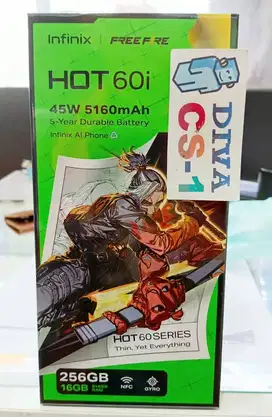 Infinix
FREE FIRE
HOT 60i
45W 5160mAh
5-Year Durable Battery
Infinix AI Phone
DIVA
CS-1
HOT 60 SERIES
Thin, Yet Everything
256GB
16GB
NFC
GYRO